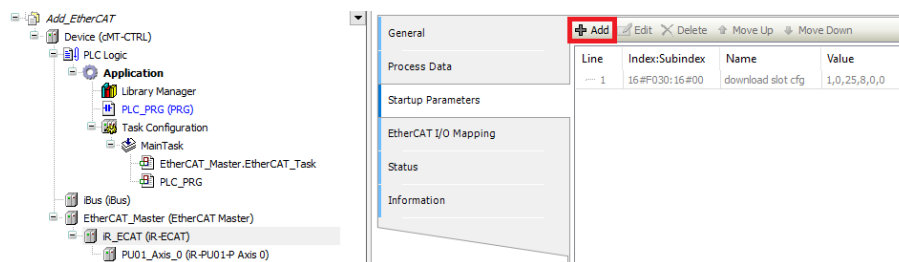 Add_EtherCAT
Device (cMT-CTRL)
PLC Logic
Application
Library Manager
PLC_PRG (PRG)
Task Configuration
MainTask
EtherCAT_Master.EtherCAT_Task
PLC_PRG
iBus (iBus)
EtherCAT_Master (EtherCAT Master)
iR_ECAT (iR-ECAT)
PU01_Axis_0 (iR-PU01-P Axis 0)
General
Process Data
Startup Parameters
EtherCAT I/O Mapping
Status
Information
Add Edit Delete Move Up Move Down
Line Index:Subindex Name Value
1 16#F030:16#00 download slot cfg 1,0,25,8,0,0